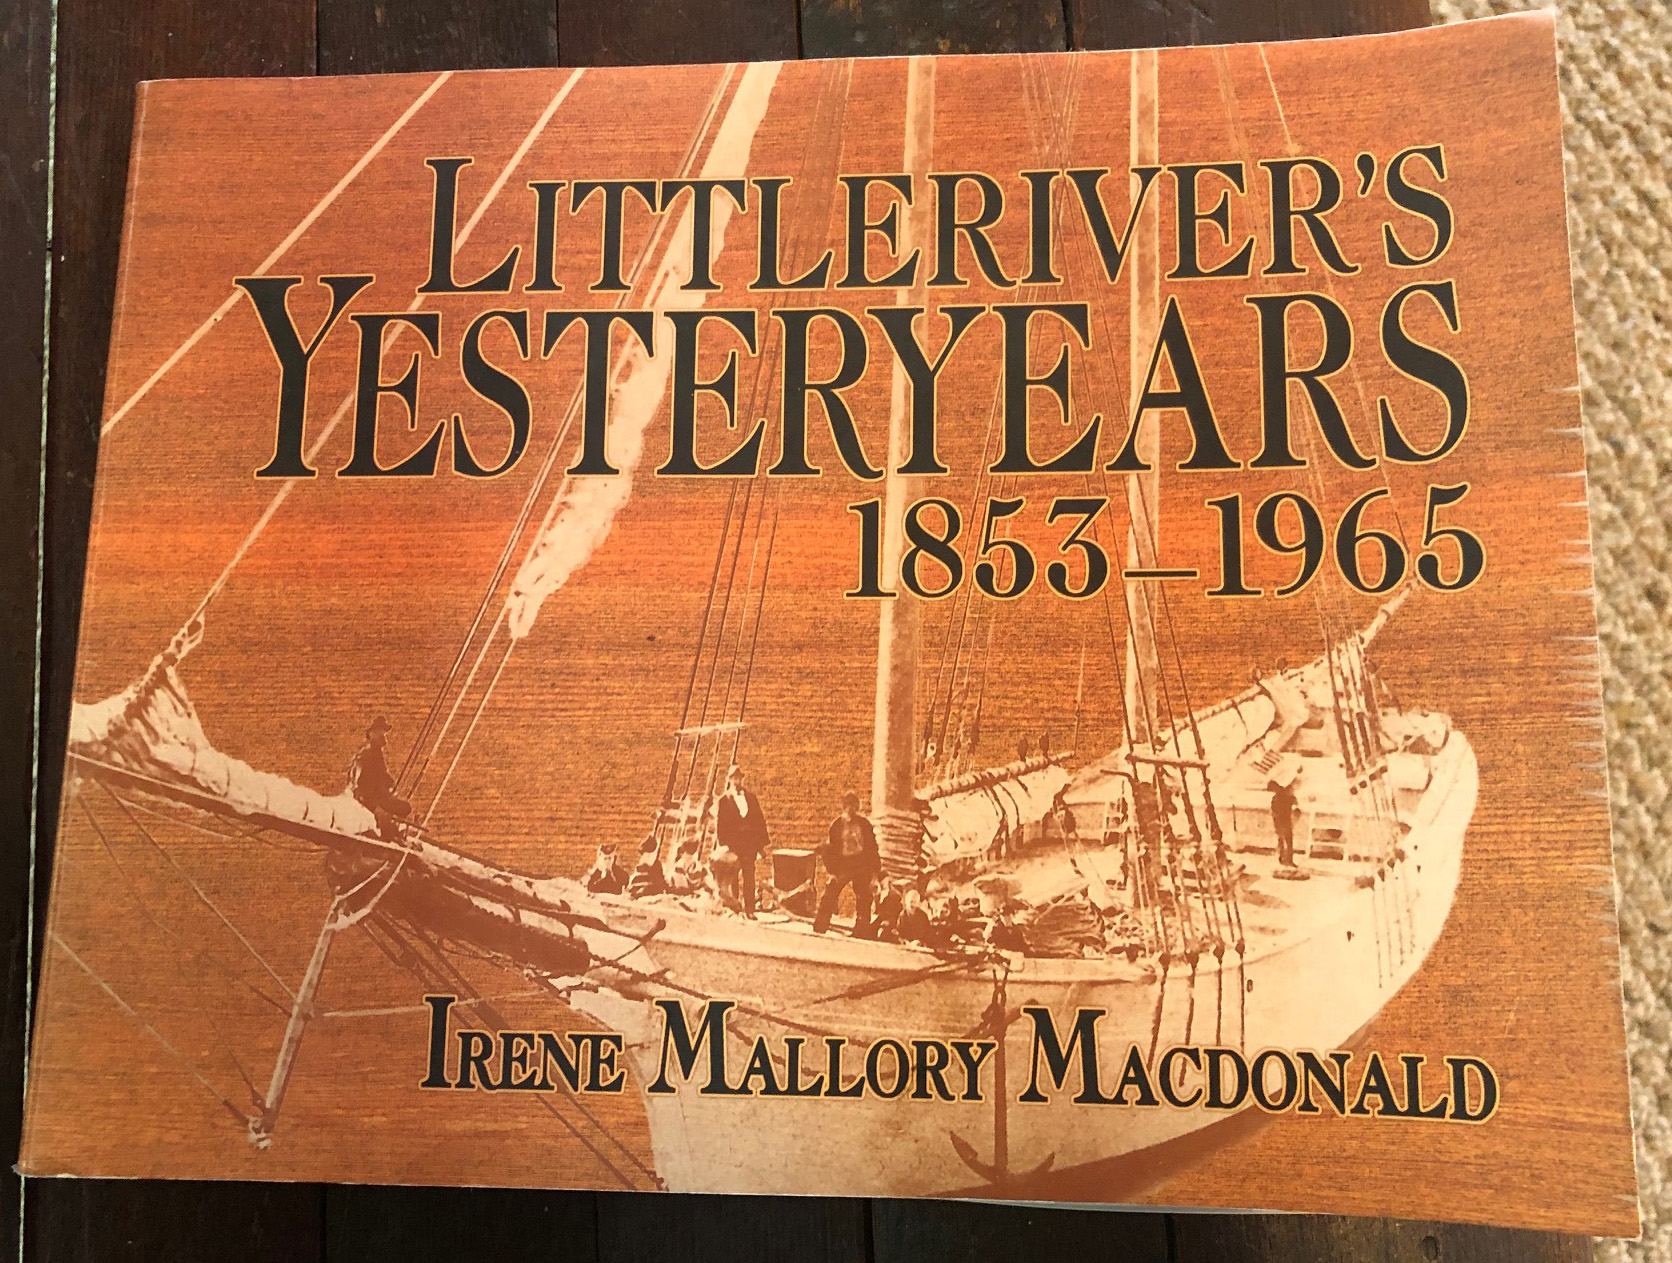 LITTLERIVER'S
YESTERYEARS
1853–1965
IRENE MALLORY MACDONALD